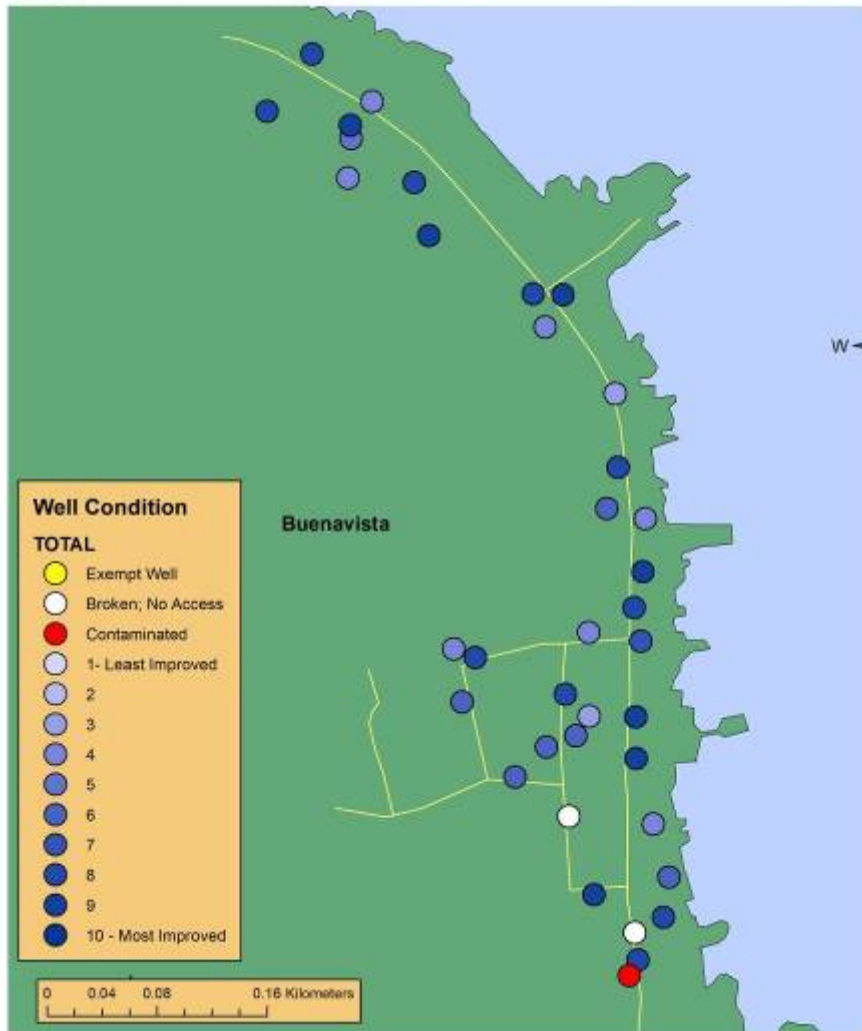 W
Buenavista
Well Condition
TOTAL
Exempt Well
Broken; No Access
Contaminated
1- Least Improved
2
3
4
5
6
7
8
9
10 - Most Improved
0 0.04 0.08 0.16 Kilometers